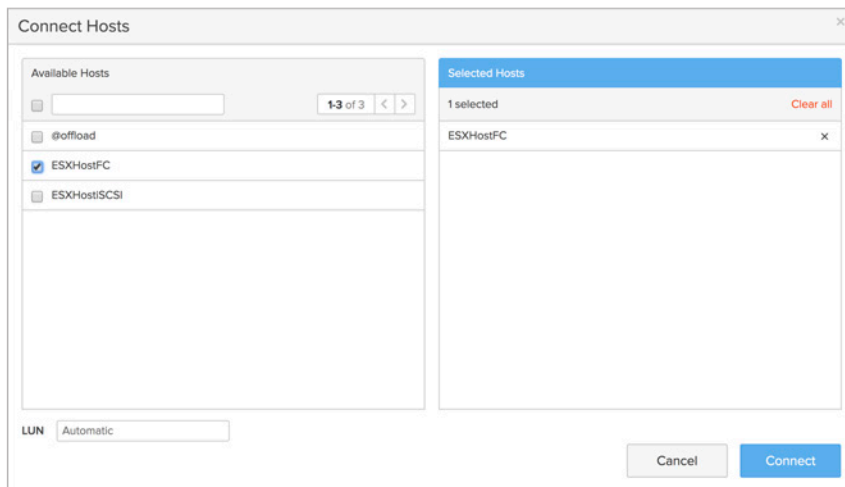 Connect Hosts ×
Available Hosts
1-3 of 3 < >
@offload
ESXHostFC
ESXHostiSCSI
Selected Hosts
1 selected Clear all
ESXHostFC ×
LUN Automatic
Cancel Connect